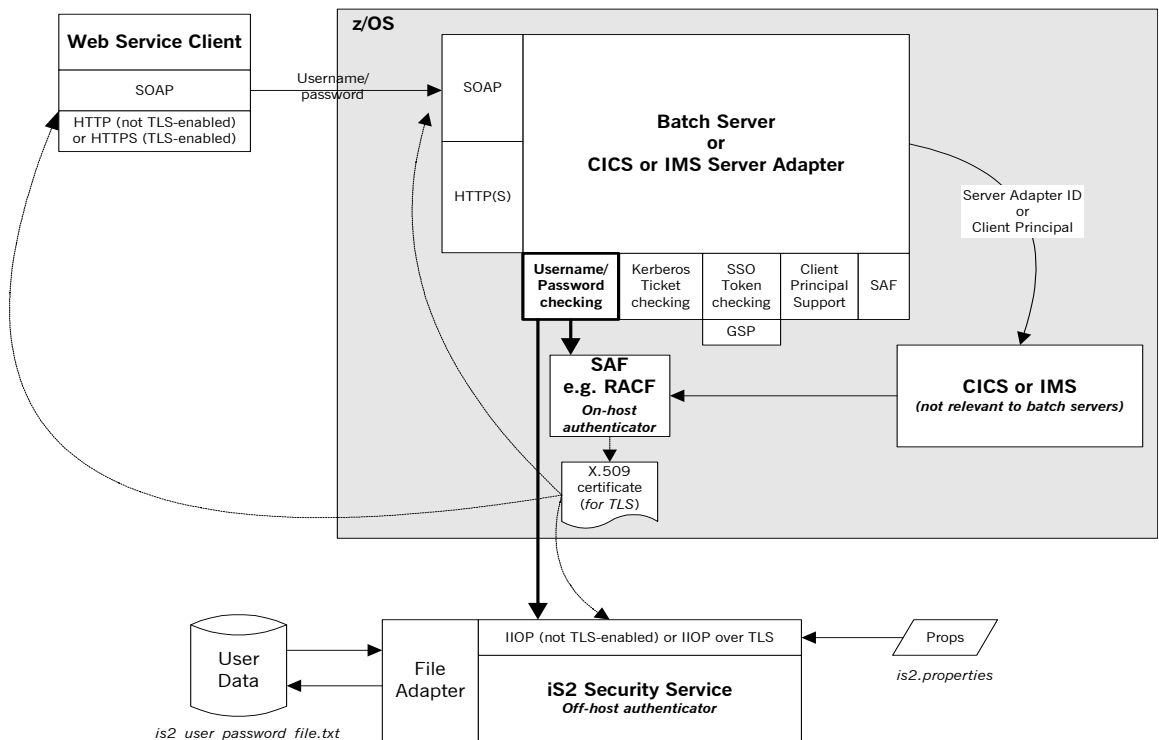 z/OS
Web Service Client
SOAP
HTTP (not TLS-enabled)
or HTTPS (TLS-enabled)
Username/
password
SOAP
HTTP(S)
Batch Server
or
CICS or IMS Server Adapter
Server Adapter ID
or
Client Principal
Username/
Password
checking
Kerberos
Ticket
checking
SSO
Token
checking
Client
Principal
Support
SAF
GSP
SAF
e.g. RACF
On-host
authenticator
CICS or IMS
(not relevant to batch servers)
X.509
certificate
(for TLS)
User
Data
is2_user_password_file.txt
File
Adapter
IIOP (not TLS-enabled) or IIOP over TLS
iS2 Security Service
Off-host authenticator
Props
is2.properties